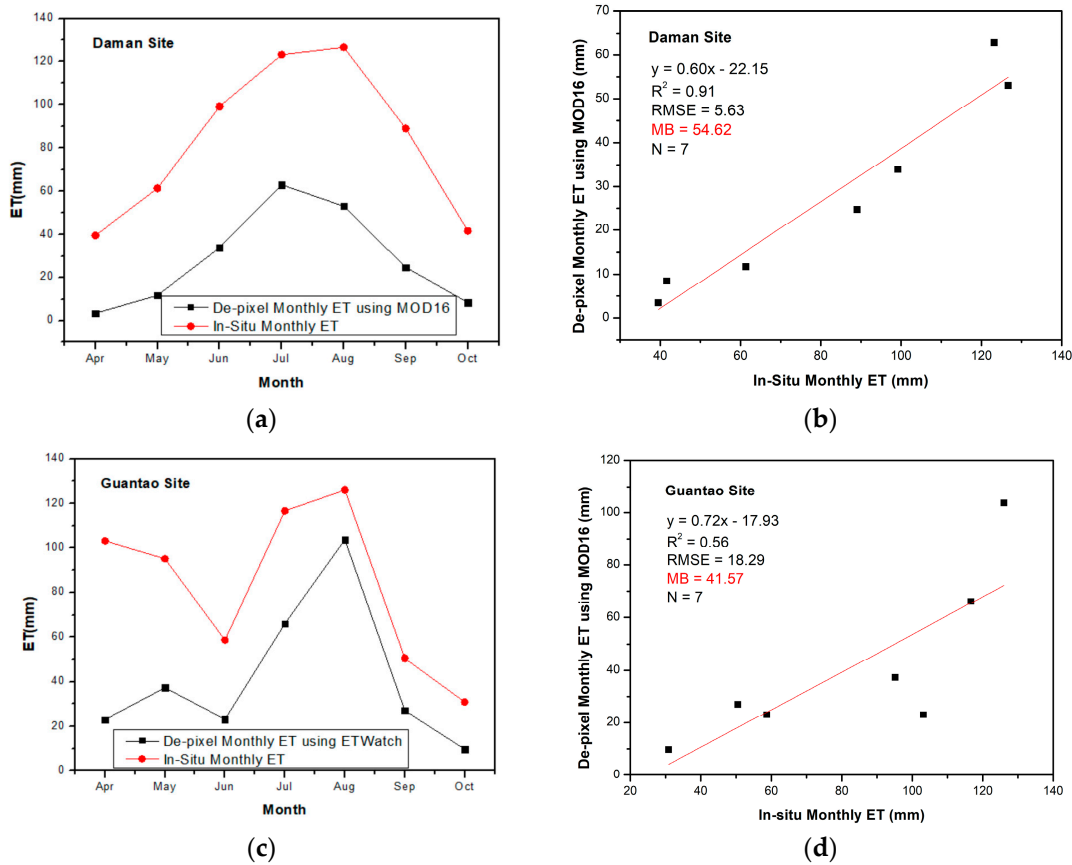 140
120
100
80
60
40
20
0
ET(mm)
Daman Site
De-pixel Monthly ET using MOD16
In-Situ Monthly ET
Apr May Jun Jul Aug Sep Oct
Month
(a)
70
60
50
40
30
20
10
0
De-pixel Monthly ET using MOD16 (mm)
Daman Site
y = 0.60x - 22.15
R² = 0.91
RMSE = 5.63
MB = 54.62
N = 7
40 60 80 100 120 140
In-Situ Monthly ET (mm)
(b)
140
120
100
80
60
40
20
0
ET(mm)
Guantao Site
De-pixel Monthly ET using ETWatch
In-Situ Monthly ET
Apr May Jun Jul Aug Sep Oct
Month
(c)
120
100
80
60
40
20
0
De-pixel Monthly ET using MOD16 (mm)
Guantao Site
y = 0.72x - 17.93
R² = 0.56
RMSE = 18.29
MB = 41.57
N = 7
20 40 60 80 100 120 140
In-situ Monthly ET (mm)
(d)